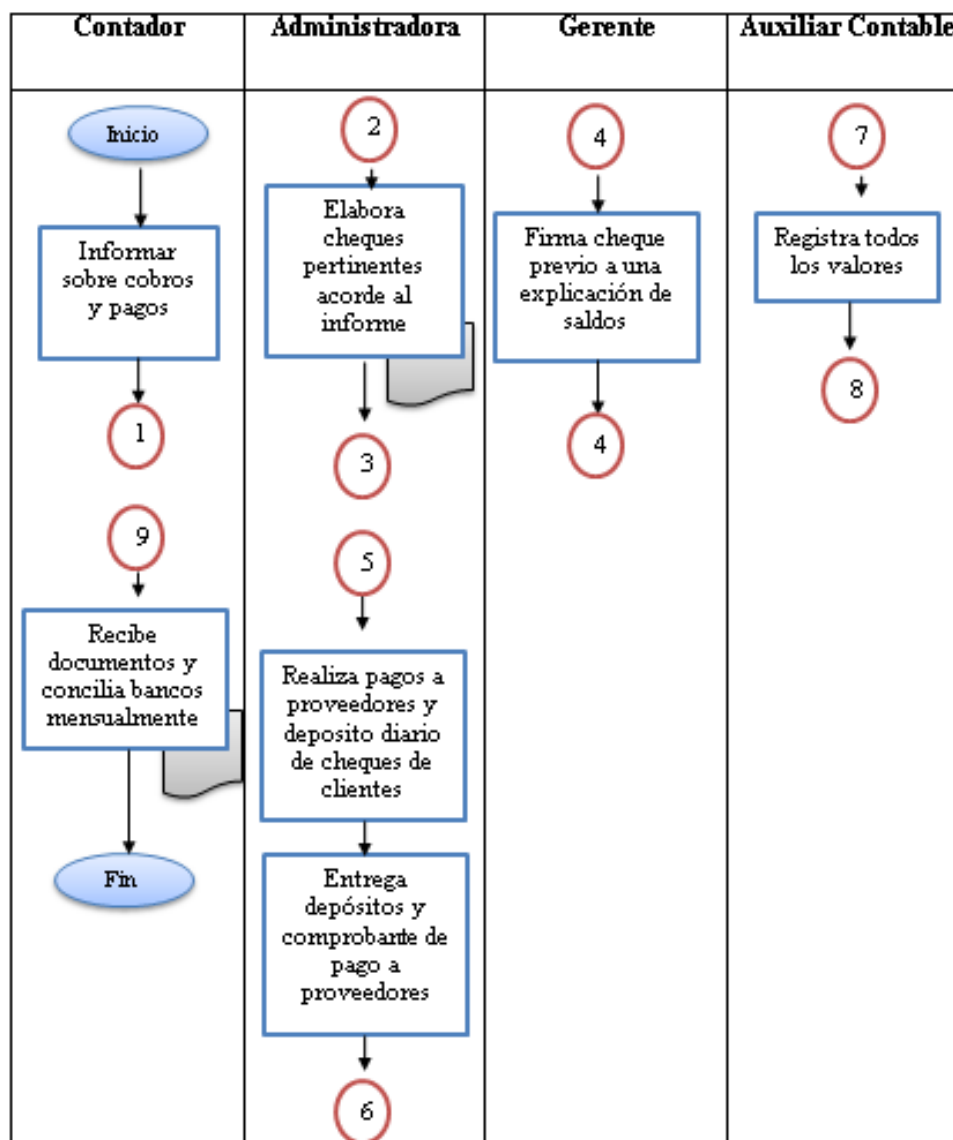 Contador
Administradora
Gerente
Auxiliar Contable
Inicio
Informar
sobre cobros
y pagos
1
9
Recibe
documentos y
concilia bancos
mensualmente
Fin
2
Elabora
cheques
pertinentes
acorde al
informe
3
5
Realiza pagos a
proveedores y
deposito diario
de cheques de
clientes
Entrega
depósitos y
comprobante de
pago a
proveedores
6
4
Firma cheque
previo a una
explicación de
saldos
4
7
Registra todos
los valores
8